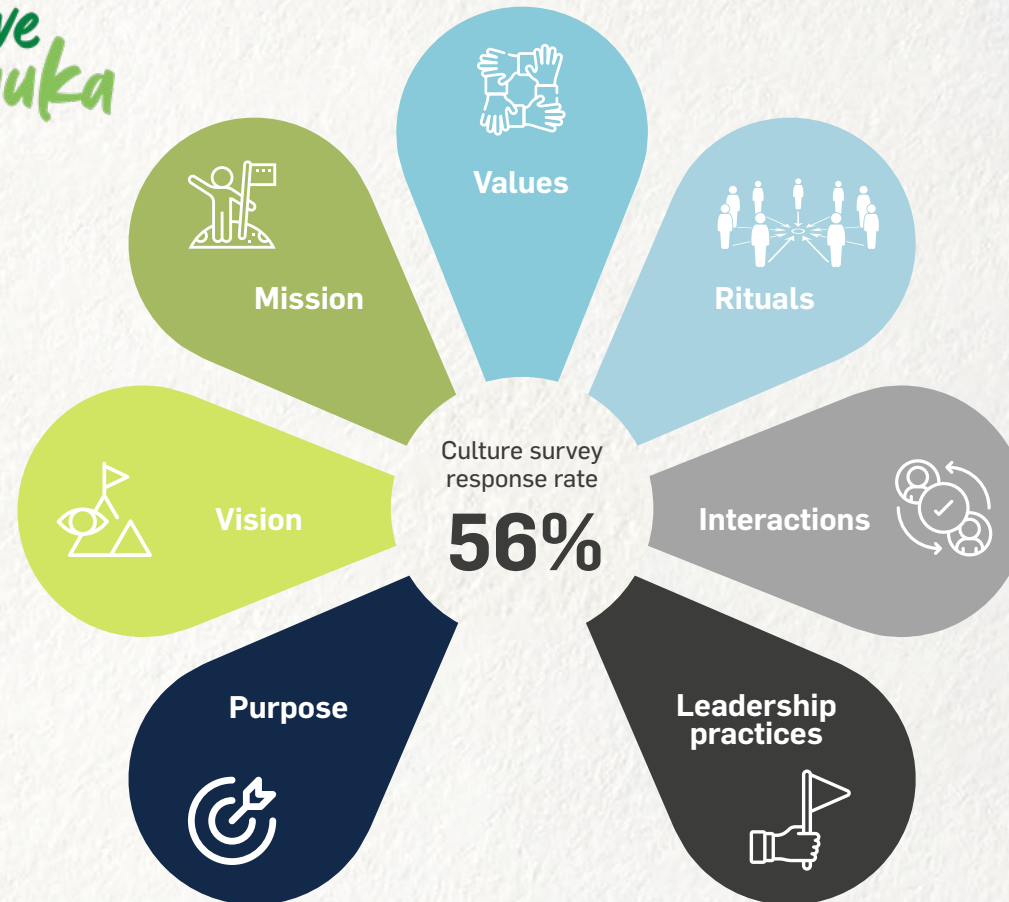 Values
Mission
Rituals
Culture survey
response rate
56%
Vision
Interactions
Purpose
Leadership
practices